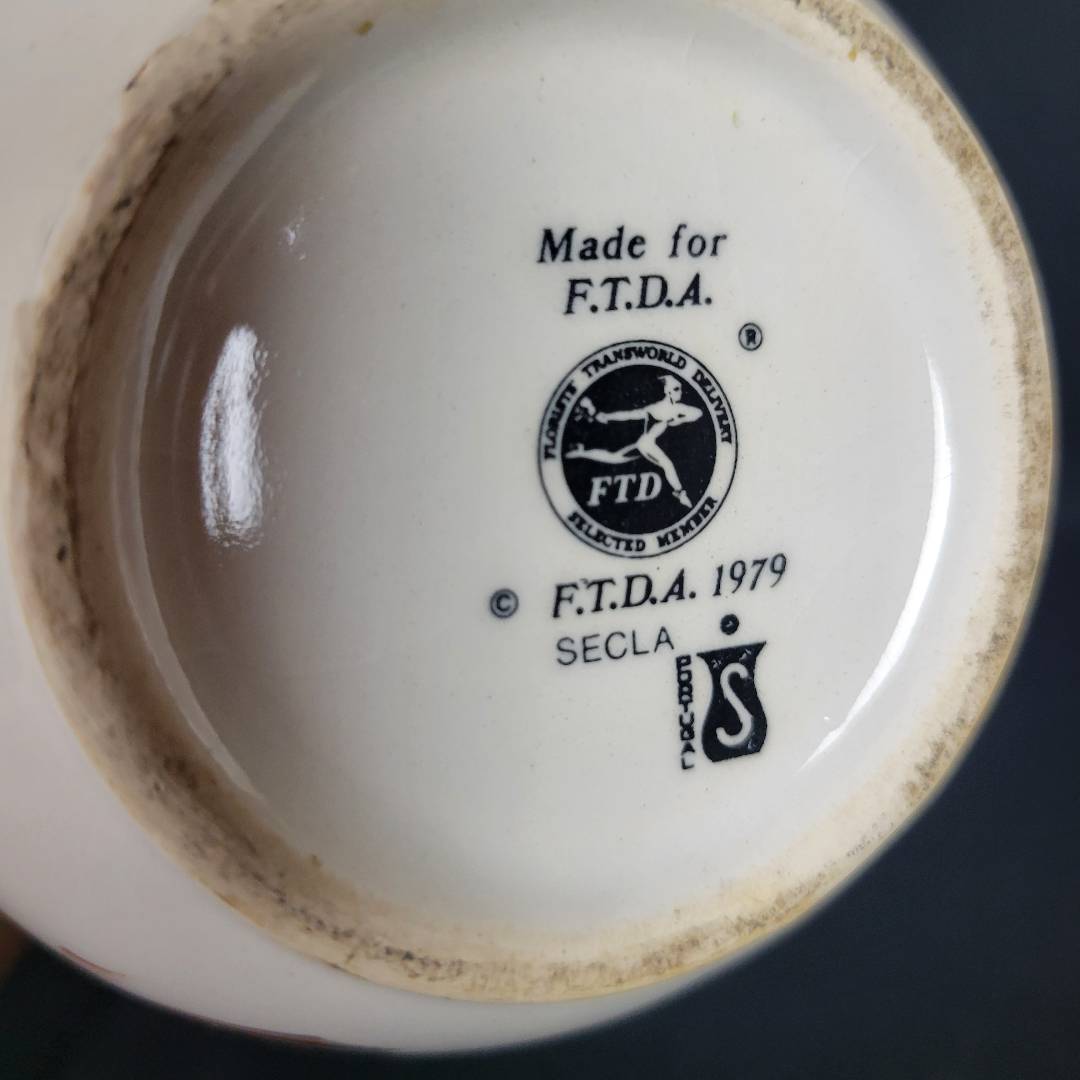 Made for
F.T.D.A.
®
FLORISTS' TRANSWORLD DELIVERY
FTD
SELECTED MEMBER
© F.T.D.A. 1979
SECLA
PORTUGAL
S